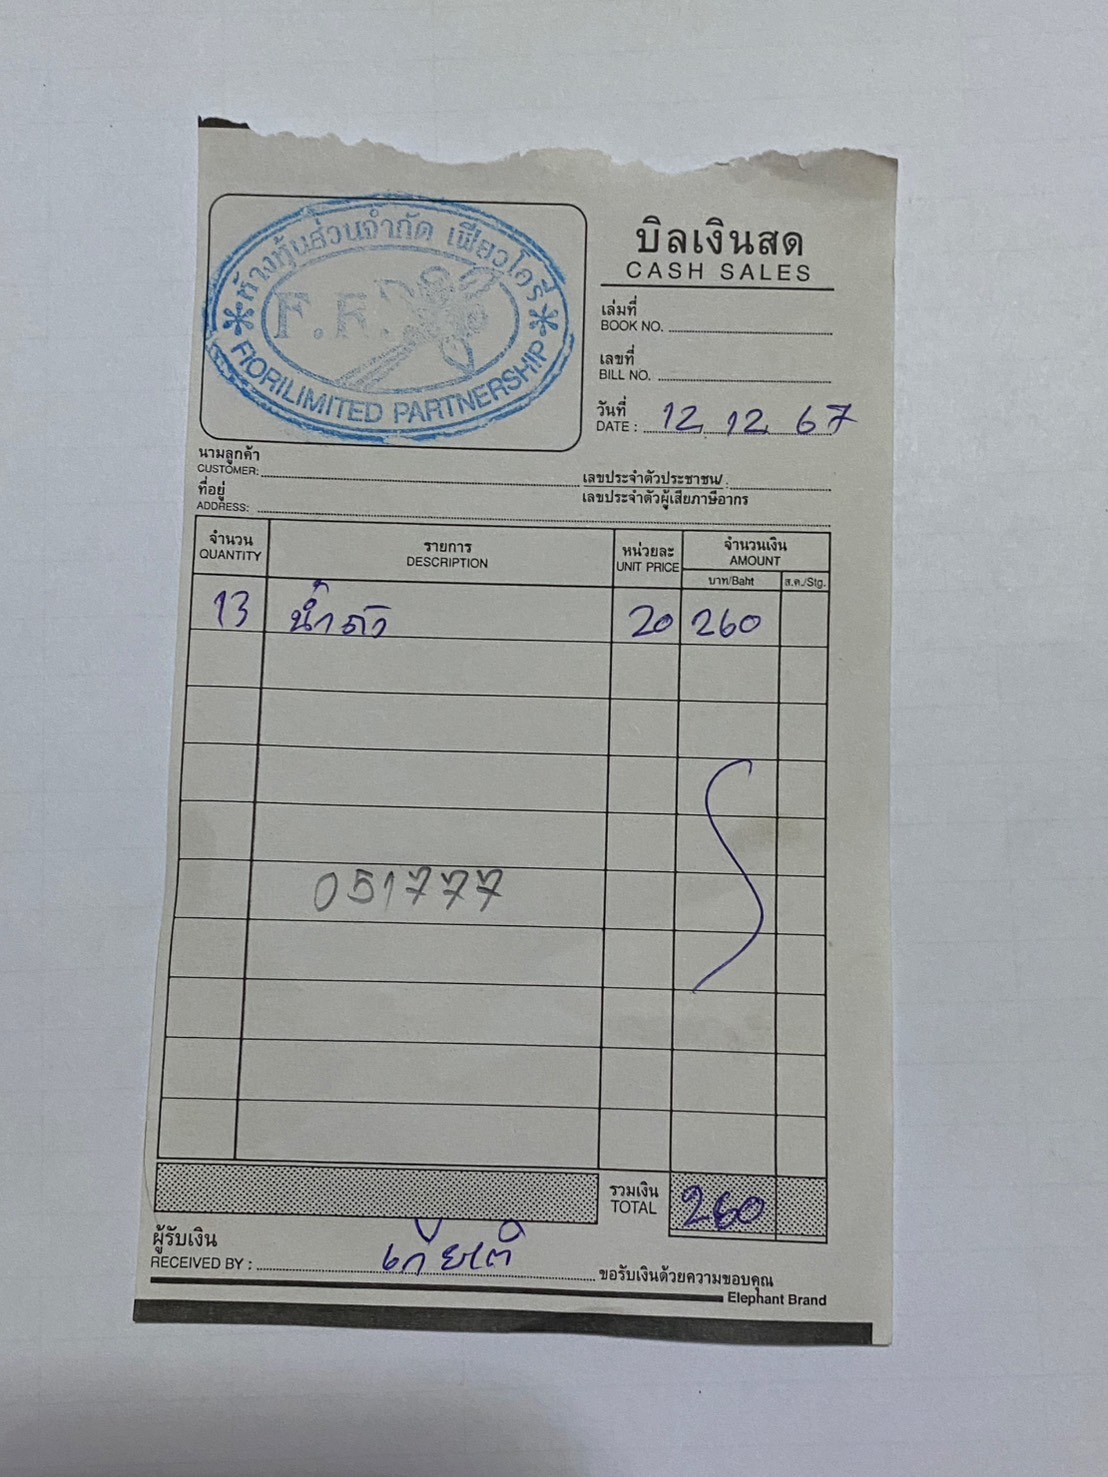 ห้างหุ้นส่วนจำกัด เฟียวโอรี่
F.F.
FIORILIMITED PARTNERSHIP
บิลเงินสด
CASH SALES
เล่มที่
BOOK NO.
เลขที่
BILL NO.
วันที่
DATE : 12 12 67
นามลูกค้า
CUSTOMER:
เลขประจำตัวประชาชน/
เลขประจำตัวผู้เสียภาษีอากร
ที่อยู่
ADDRESS:
จำนวน รายการ หน่วยละ จำนวนเงิน
QUANTITY DESCRIPTION UNIT PRICE AMOUNT
บาท/Baht ส.ต./Stg.
13 น้ำ 20 260
051777
รวมเงิน
TOTAL 260
ผู้รับเงิน
RECEIVED BY :
ขอรับเงินด้วยความขอบคุณ
Elephant Brand